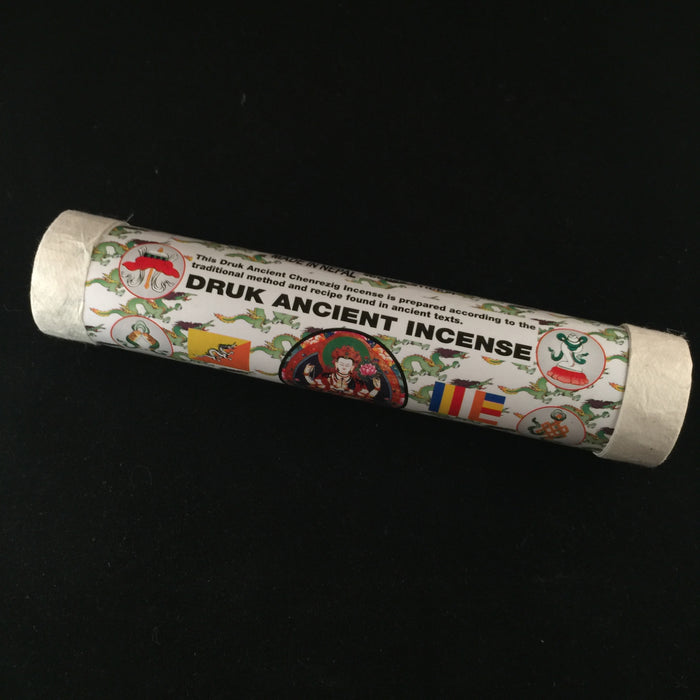 MADE IN NEPAL
This Druk Ancient Chenrezig Incense is prepared according to the
traditional method and recipe found in ancient texts.
DRUK ANCIENT INCENSE